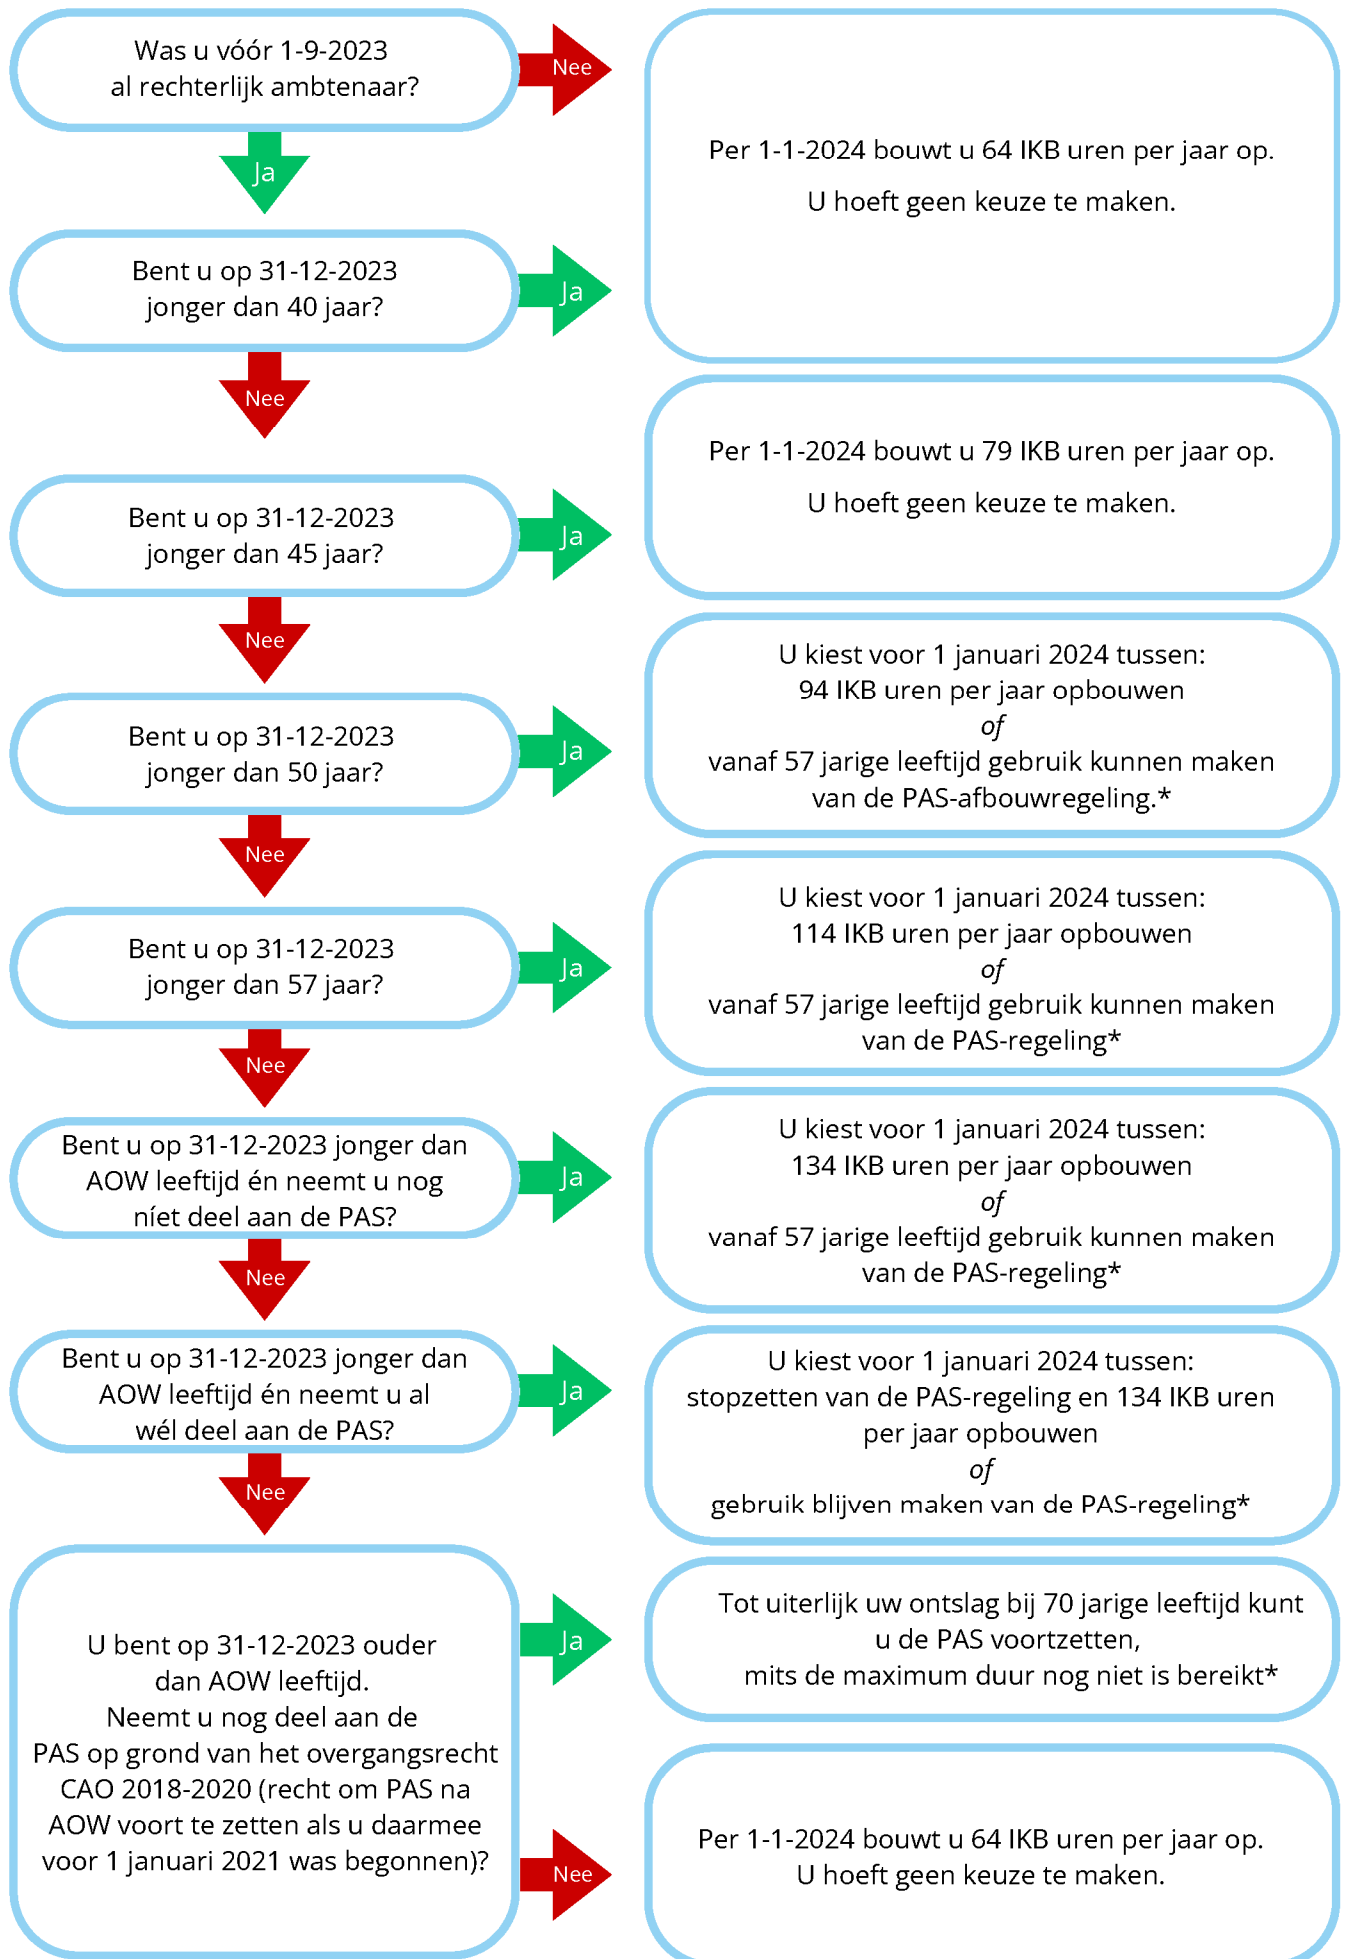 Was u vóór 1-9-2023
al rechterlijk ambtenaar?
Nee
Per 1-1-2024 bouwt u 64 IKB uren per jaar op.
U hoeft geen keuze te maken.
Ja
Bent u op 31-12-2023
jonger dan 40 jaar?
Ja
Nee
Per 1-1-2024 bouwt u 79 IKB uren per jaar op.
U hoeft geen keuze te maken.
Bent u op 31-12-2023
jonger dan 45 jaar?
Ja
Nee
U kiest voor 1 januari 2024 tussen:
94 IKB uren per jaar opbouwen
of
vanaf 57 jarige leeftijd gebruik kunnen maken
van de PAS-afbouwregeling.*
Bent u op 31-12-2023
jonger dan 50 jaar?
Ja
Nee
U kiest voor 1 januari 2024 tussen:
114 IKB uren per jaar opbouwen
of
vanaf 57 jarige leeftijd gebruik kunnen maken
van de PAS-regeling*
Bent u op 31-12-2023
jonger dan 57 jaar?
Ja
Nee
U kiest voor 1 januari 2024 tussen:
134 IKB uren per jaar opbouwen
of
vanaf 57 jarige leeftijd gebruik kunnen maken
van de PAS-regeling*
Bent u op 31-12-2023 jonger dan
AOW leeftijd én neemt u nog
níet deel aan de PAS?
Ja
Nee
Bent u op 31-12-2023 jonger dan
AOW leeftijd én neemt u al
wél deel aan de PAS?
Ja
U kiest voor 1 januari 2024 tussen:
stopzetten van de PAS-regeling en 134 IKB uren
per jaar opbouwen
of
gebruik blijven maken van de PAS-regeling*
Nee
U bent op 31-12-2023 ouder
dan AOW leeftijd.
Neemt u nog deel aan de
PAS op grond van het overgangsrecht
CAO 2018-2020 (recht om PAS na
AOW voort te zetten als u daarmee
voor 1 januari 2021 was begonnen)?
Ja
Tot uiterlijk uw ontslag bij 70 jarige leeftijd kunt
u de PAS voortzetten,
mits de maximum duur nog niet is bereikt*
Nee
Per 1-1-2024 bouwt u 64 IKB uren per jaar op.
U hoeft geen keuze te maken.